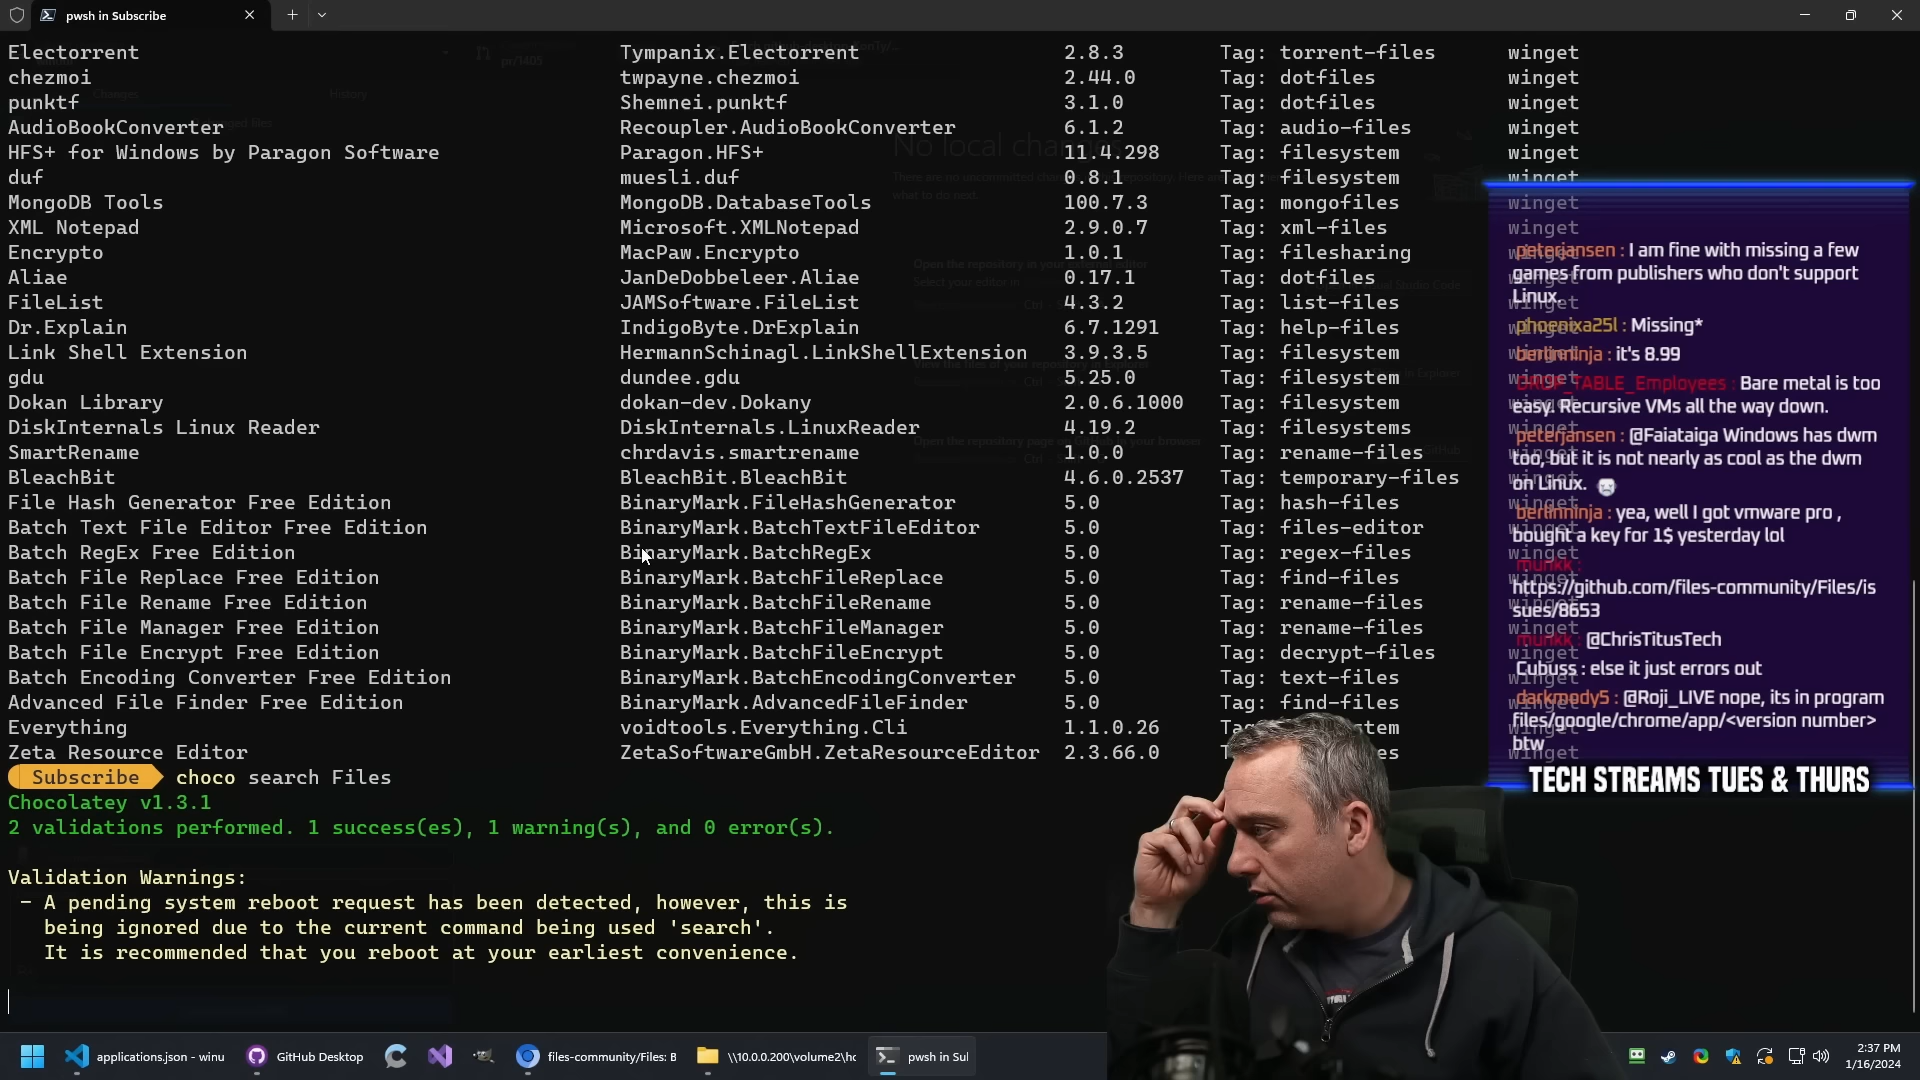 pwsh in Subscribe
Electorrent Tympanix.Electorrent 2.8.3 Tag: torrent-files winget
chezmoi twpayne.chezmoi 2.44.0 Tag: dotfiles winget
punktf Shemnei.punktf 3.1.0 Tag: dotfiles winget
AudioBookConverter Recoupler.AudioBookConverter 6.1.2 Tag: audio-files winget
HFS+ for Windows by Paragon Software Paragon.HFS+ 11.4.298 Tag: filesystem winget
duf muesli.duf 0.8.1 Tag: filesystem winget
MongoDB Tools MongoDB.DatabaseTools 100.7.3 Tag: mongofiles winget
XML Notepad Microsoft.XMLNotepad 2.9.0.7 Tag: xml-files winget
Encrypto MacPaw.Encrypto 1.0.1 Tag: filesharing
Aliae JanDeDobbeleer.Aliae 0.17.1 Tag: dotfiles
FileList JAMSoftware.FileList 4.3.2 Tag: list-files
Dr.Explain IndigoByte.DrExplain 6.7.1291 Tag: help-files
Link Shell Extension HermannSchinagl.LinkShellExtension 3.9.3.5 Tag: filesystem
gdu dundee.gdu 5.25.0 Tag: filesystem
Dokan Library dokan-dev.Dokany 2.0.6.1000 Tag: filesystem
DiskInternals Linux Reader DiskInternals.LinuxReader 4.19.2 Tag: filesystems
SmartRename chrdavis.smartrename 1.0.0 Tag: rename-files
BleachBit BleachBit.BleachBit 4.6.0.2537 Tag: temporary-files
File Hash Generator Free Edition BinaryMark.FileHashGenerator 5.0 Tag: hash-files
Batch Text File Editor Free Edition BinaryMark.BatchTextFileEditor 5.0 Tag: files-editor
Batch RegEx Free Edition BinaryMark.BatchRegEx 5.0 Tag: regex-files winget
Batch File Replace Free Edition BinaryMark.BatchFileReplace 5.0 Tag: find-files
Batch File Rename Free Edition BinaryMark.BatchFileRename 5.0 Tag: rename-files
Batch File Manager Free Edition BinaryMark.BatchFileManager 5.0 Tag: rename-files
Batch File Encrypt Free Edition BinaryMark.BatchFileEncrypt 5.0 Tag: decrypt-files
Batch Encoding Converter Free Edition BinaryMark.BatchEncodingConverter 5.0 Tag: text-files
Advanced File Finder Free Edition BinaryMark.AdvancedFileFinder 5.0 Tag: find-files
Everything voidtools.Everything.Cli 1.1.0.26
Zeta Resource Editor ZetaSoftwareGmbH.ZetaResourceEditor 2.3.66.0 winget
Subscribe choco search Files
Chocolatey v1.3.1
2 validations performed. 1 success(es), 1 warning(s), and 0 error(s).
Validation Warnings:
- A pending system reboot request has been detected, however, this is
being ignored due to the current command being used 'search'.
It is recommended that you reboot at your earliest convenience.
peterjansen : I am fine with missing a few
games from publishers who don't support
Linux.
phoenixa25l : Missing*
berlinninja : it's 8.99
DROP_TABLE_Employees : Bare metal is too
easy. Recursive VMs all the way down.
peterjansen : @Faiataiga Windows has dwm
too, but it is not nearly as cool as the dwm
on Linux.
berlinninja : yea, well I got vmware pro ,
bought a key for 1$ yesterday lol
munkk :
https://github.com/files-community/Files/is
sues/8653
munkk : @ChrisTitusTech
Cubuss : else it just errors out
darkmody5 : @Roji_LIVE nope, its in program
files/google/chrome/app/<version number>
btw
TECH STREAMS TUES & THURS
applications.json - winu
GitHub Desktop
files-community/Files: B
\\10.0.0.200\volume2\hc
pwsh in Sul
2:37 PM
1/16/2024